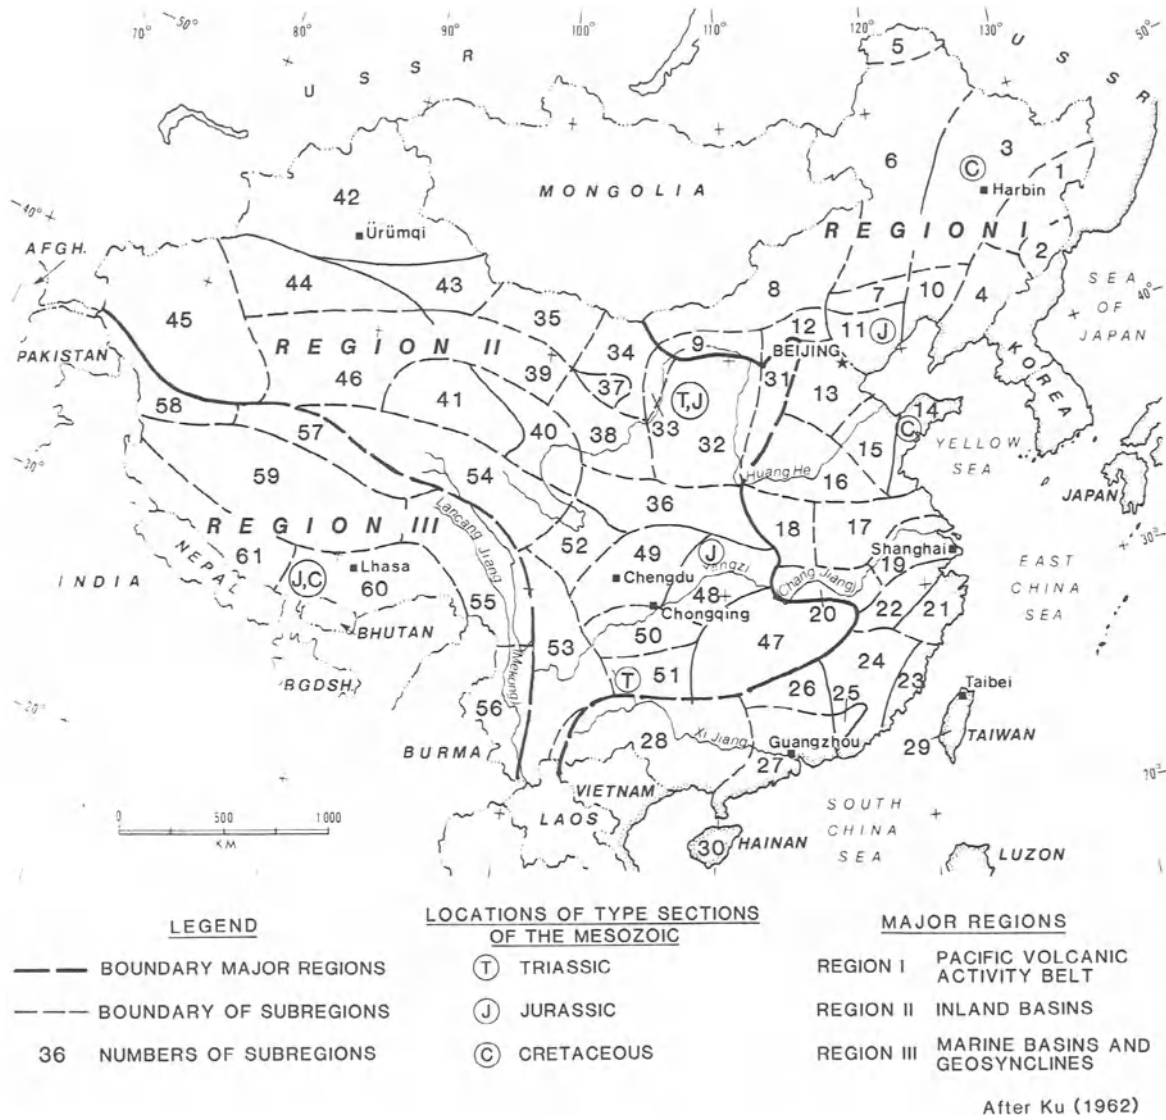 50°
70°
80°
90°
100°
110°
120°
130°
50°
U S S R
U S S R
5
3
6
C
1
Harbin
42
MONGOLIA
40°
Ürümqi
REGION I
2
AFGH.
SEA OF JAPAN
44
43
8
7
10
4
40°
45
35
12
11
J
PAKISTAN
REGION II
34
9
BEIJING
KOREA
46
39
37
31
13
58
41
T,J
14
57
40
38
33
32
15
C
YELLOW SEA
30°
59
54
Huang He
16
JAPAN
36
REGION III
Lancang Jiang
18
17
30°
52
49
J
Shanghai
NEPAL
61
Yangzi
(Chang Jiang)
19
EAST CHINA SEA
INDIA
J,C
Lhasa
Chengdu
60
55
48
Chongqing
20
22
21
BHUTAN
53
50
47
24
BGDSH.
T
51
26
25
23
Taibei
20°
56
Xi Jiang
(Mekong)
BURMA
28
Guangzhou
29
TAIWAN
27
20°
VIETNAM
LAOS
SOUTH CHINA SEA
0 500 1000
KM
30
HAINAN
LUZON
LEGEND
BOUNDARY MAJOR REGIONS
BOUNDARY OF SUBREGIONS
36 NUMBERS OF SUBREGIONS
LOCATIONS OF TYPE SECTIONS
OF THE MESOZOIC
T TRIASSIC
J JURASSIC
C CRETACEOUS
MAJOR REGIONS
REGION I PACIFIC VOLCANIC
ACTIVITY BELT
REGION II INLAND BASINS
REGION III MARINE BASINS AND
GEOSYNCLINES
After Ku (1962)